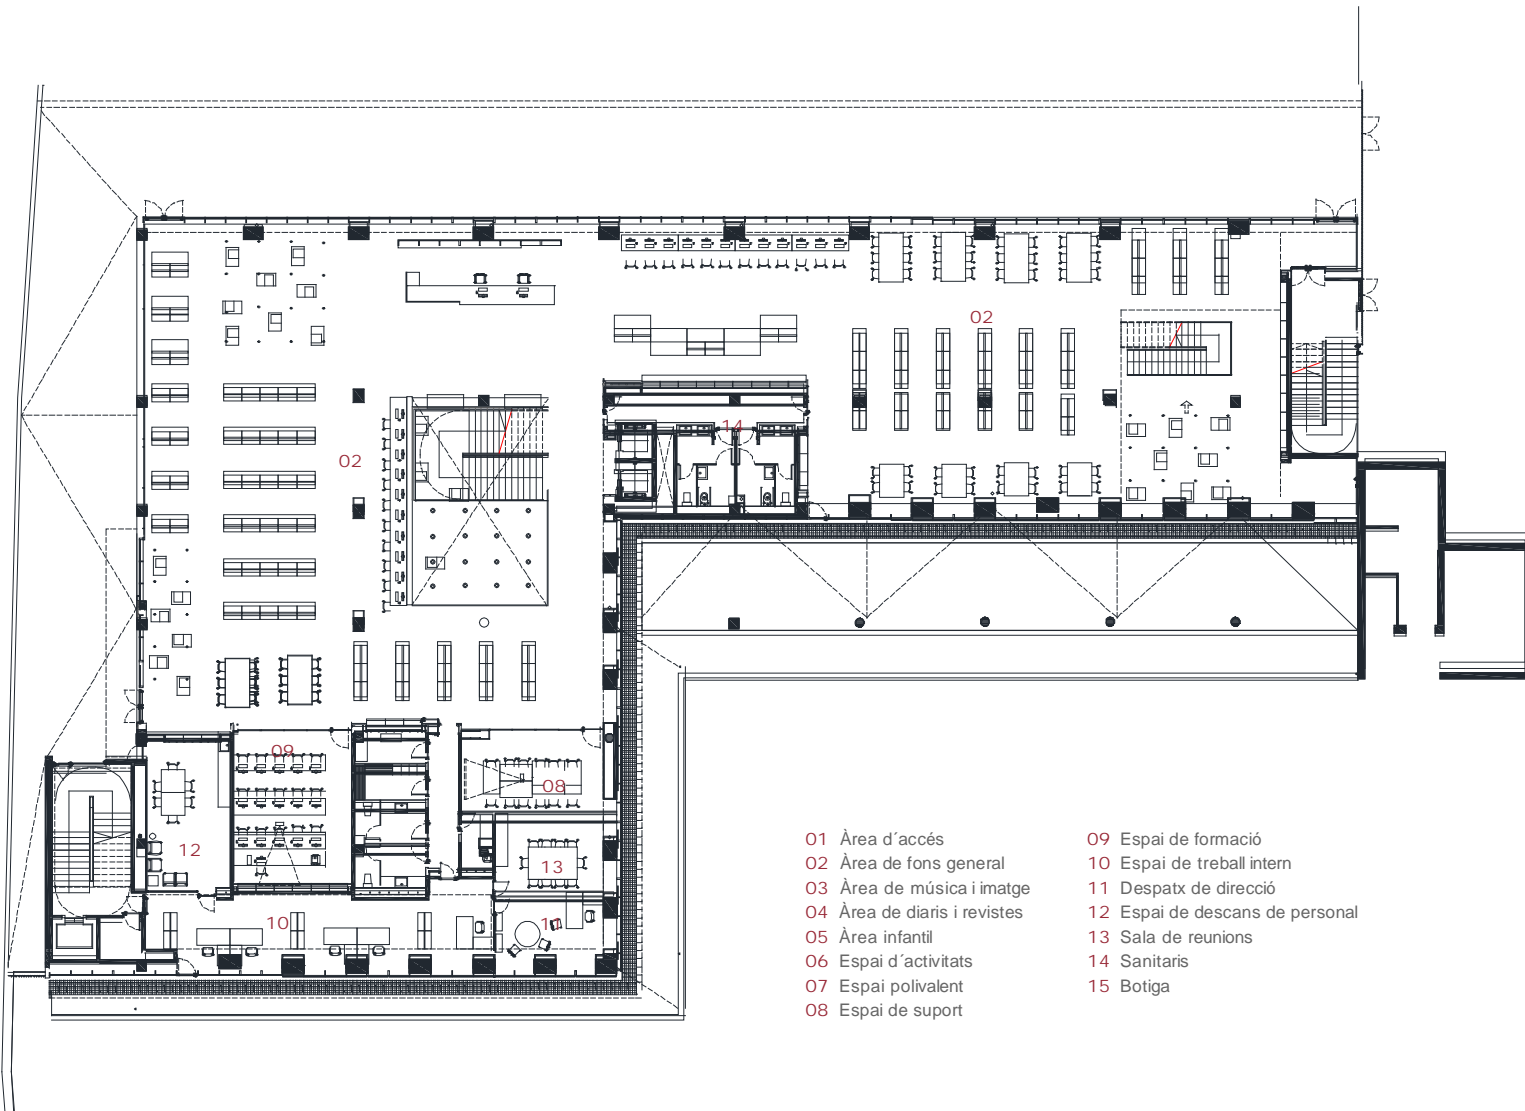 02
02
14
09
08
12
13
10
11
01 Àrea d´accés
02 Àrea de fons general
03 Àrea de música i imatge
04 Àrea de diaris i revistes
05 Àrea infantil
06 Espai d´activitats
07 Espai polivalent
08 Espai de suport
09 Espai de formació
10 Espai de treball intern
11 Despatx de direcció
12 Espai de descans de personal
13 Sala de reunions
14 Sanitaris
15 Botiga